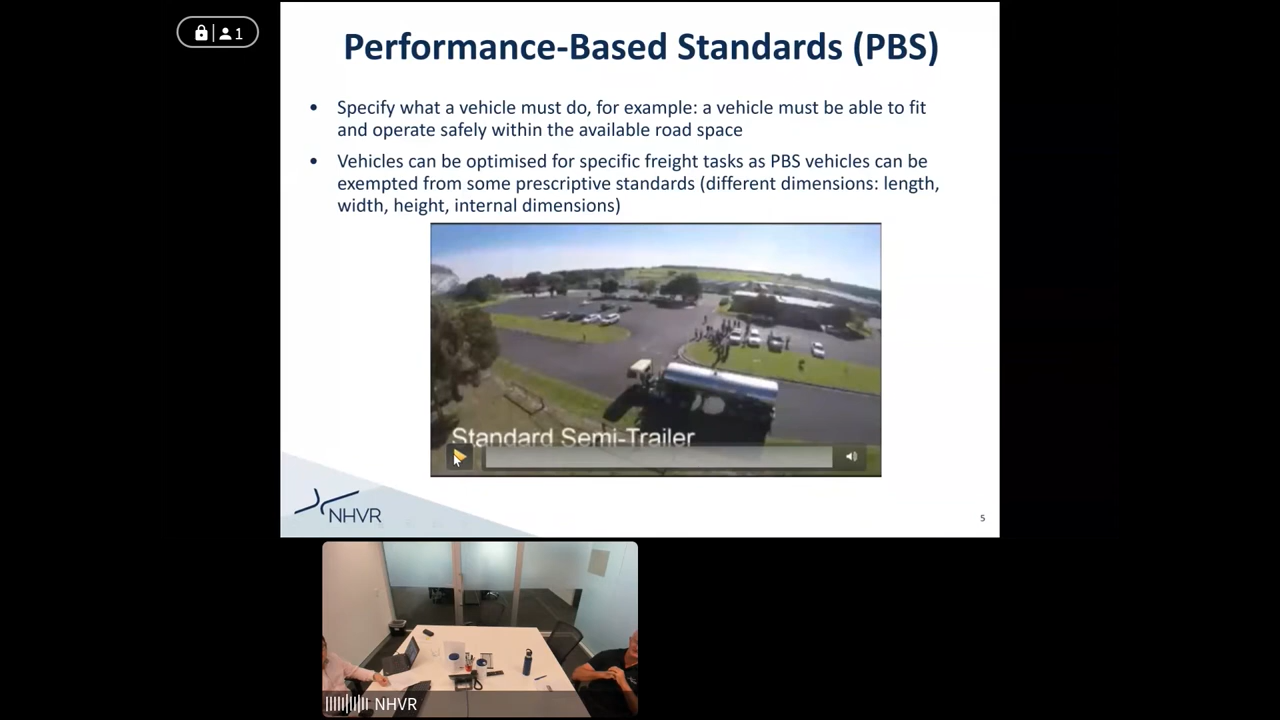 1
Performance-Based Standards (PBS)
• Specify what a vehicle must do, for example: a vehicle must be able to fit
and operate safely within the available road space
• Vehicles can be optimised for specific freight tasks as PBS vehicles can be
exempted from some prescriptive standards (different dimensions: length,
width, height, internal dimensions)
Standard Semi-Trailer
NHVR
5
NHVR